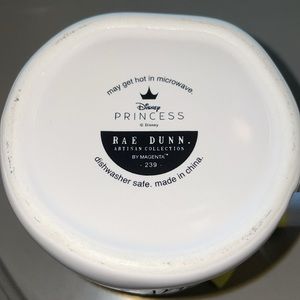 may get hot in microwave.
Disney
PRINCESS
© Disney
RAE DUNN.
ARTISAN COLLECTION
BY MAGENTA™
- 239 -
dishwasher safe. made in china.